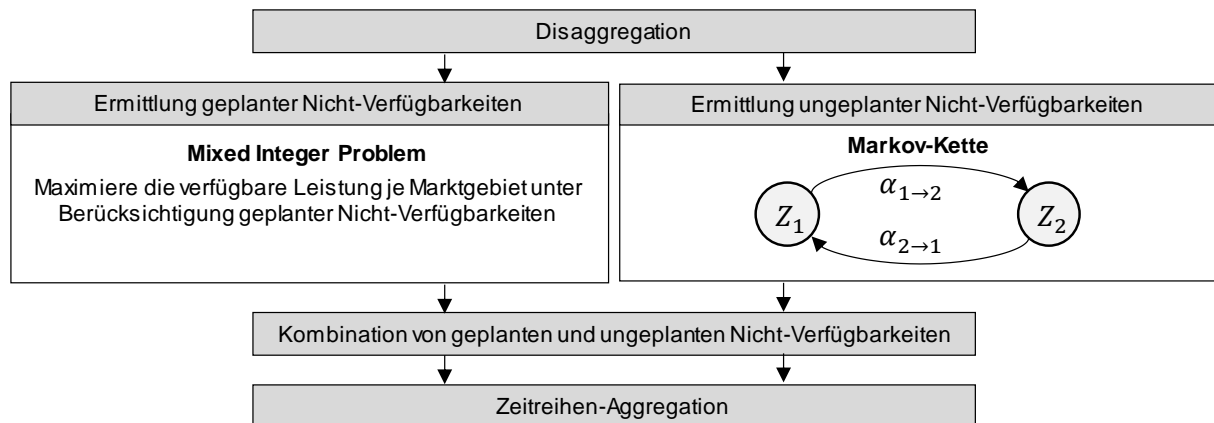 Disaggregation
Ermittlung geplanter Nicht-Verfügbarkeiten
Mixed Integer Problem
Maximiere die verfügbare Leistung je Marktgebiet unter
Berücksichtigung geplanter Nicht-Verfügbarkeiten
Ermittlung ungeplanter Nicht-Verfügbarkeiten
Markov-Kette
α₁→₂
Z₁
Z₂
α₂→₁
Kombination von geplanten und ungeplanten Nicht-Verfügbarkeiten
Zeitreihen-Aggregation